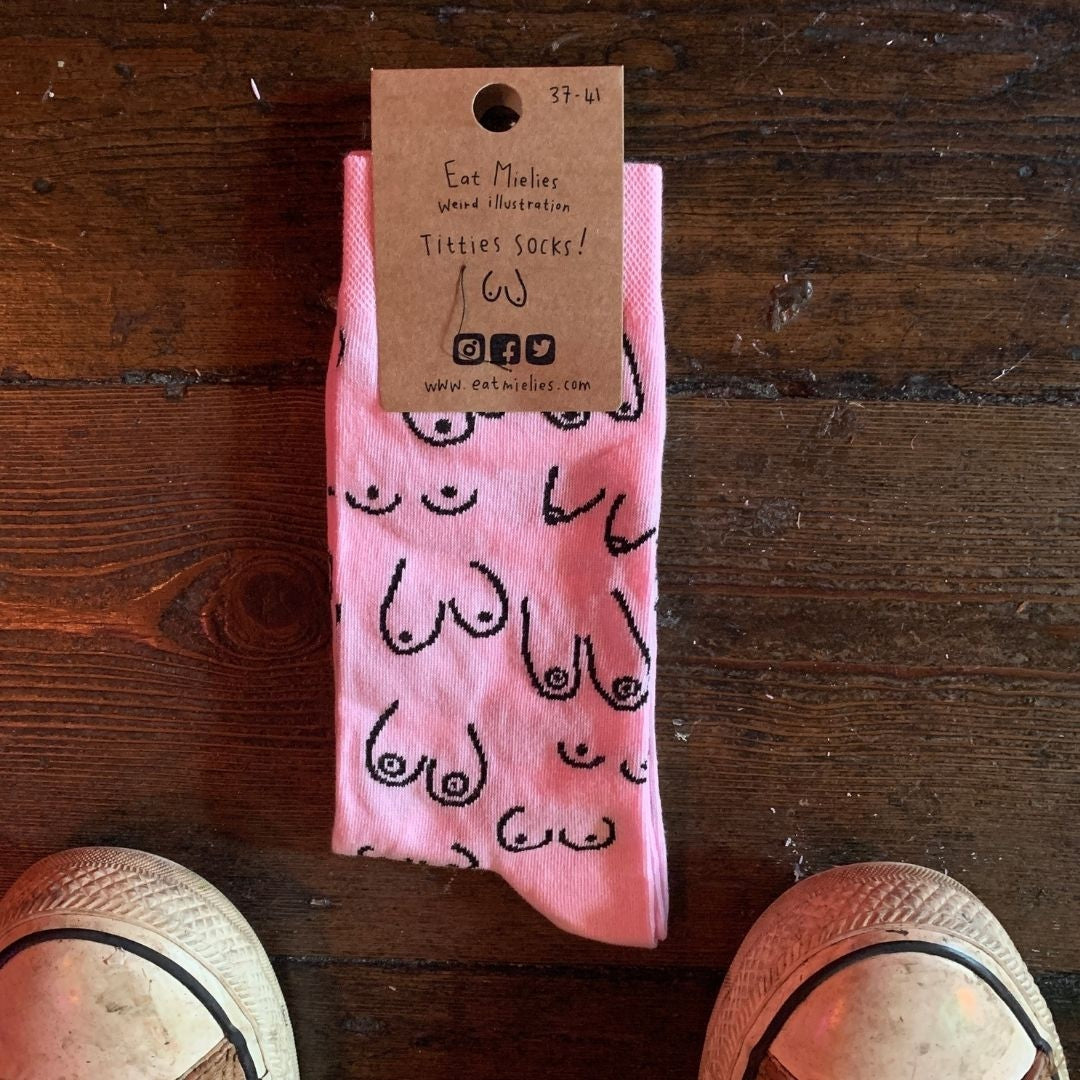 37-41
Eat Mielies
Weird illustration
Titties Socks!
www.eatmielies.com